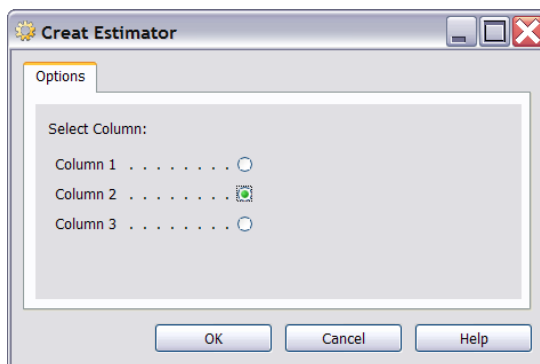 Creat Estimator
Options
Select Column:
Column 1 . . . . . . . .
Column 2 . . . . . . . .
Column 3 . . . . . . . .
OK Cancel Help